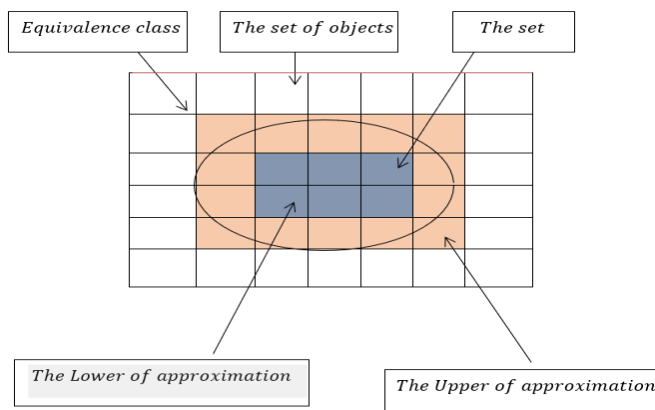 Equivalence class
The set of objects
The set
The Lower of approximation
The Upper of approximation